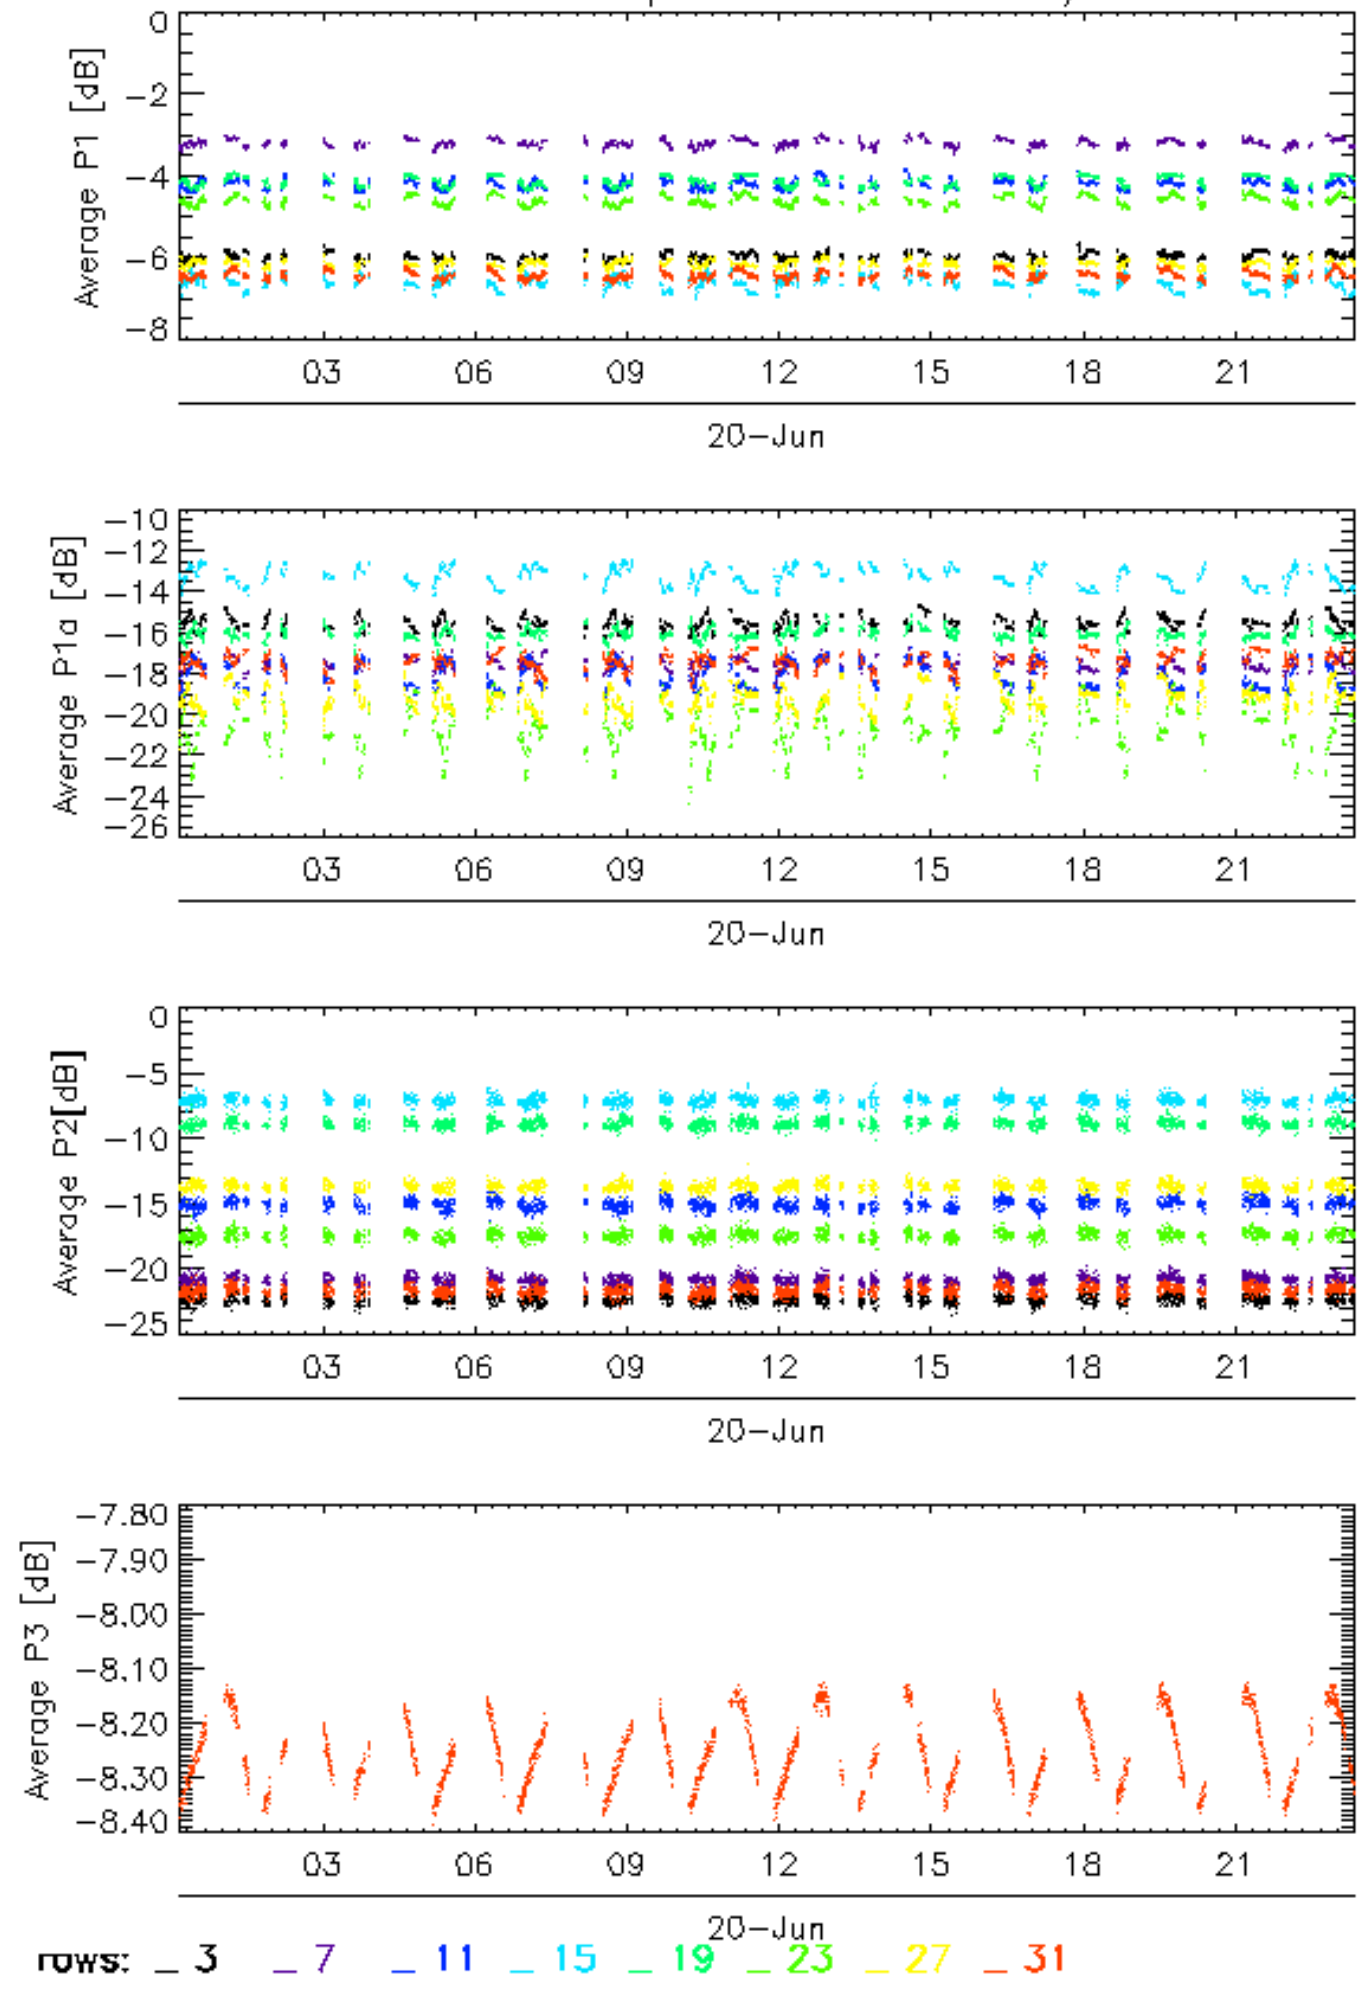 Average P1 [dB]
0
-2
-4
-6
-8
03 06 09 12 15 18 21
20-Jun
Average P1a [dB]
-10
-12
-14
-16
-18
-20
-22
-24
-26
03 06 09 12 15 18 21
20-Jun
Average P2[dB]
0
-5
-10
-15
-20
-25
03 06 09 12 15 18 21
20-Jun
Average P3 [dB]
-7.80
-7.90
-8.00
-8.10
-8.20
-8.30
-8.40
03 06 09 12 15 18 21
20-Jun
rows: _ 3 _ 7 _ 11 _ 15 _ 19 _ 23 _ 27 _ 31